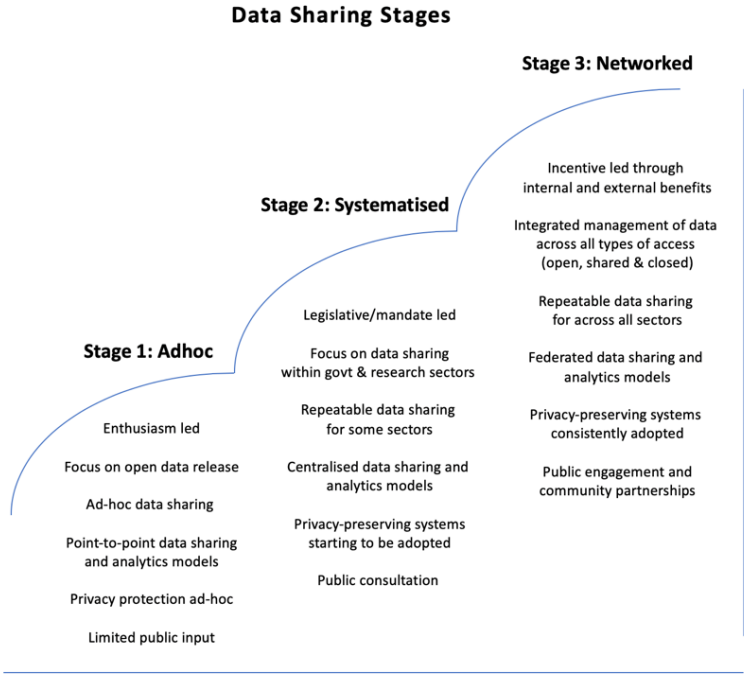 Data Sharing Stages
Stage 1: Adhoc
Enthusiasm led
Focus on open data release
Ad-hoc data sharing
Point-to-point data sharing
and analytics models
Privacy protection ad-hoc
Limited public input
Stage 2: Systematised
Legislative/mandate led
Focus on data sharing
within govt & research sectors
Repeatable data sharing
for some sectors
Centralised data sharing and
analytics models
Privacy-preserving systems
starting to be adopted
Public consultation
Stage 3: Networked
Incentive led through
internal and external benefits
Integrated management of data
across all types of access
(open, shared & closed)
Repeatable data sharing
for across all sectors
Federated data sharing and
analytics models
Privacy-preserving systems
consistently adopted
Public engagement and
community partnerships